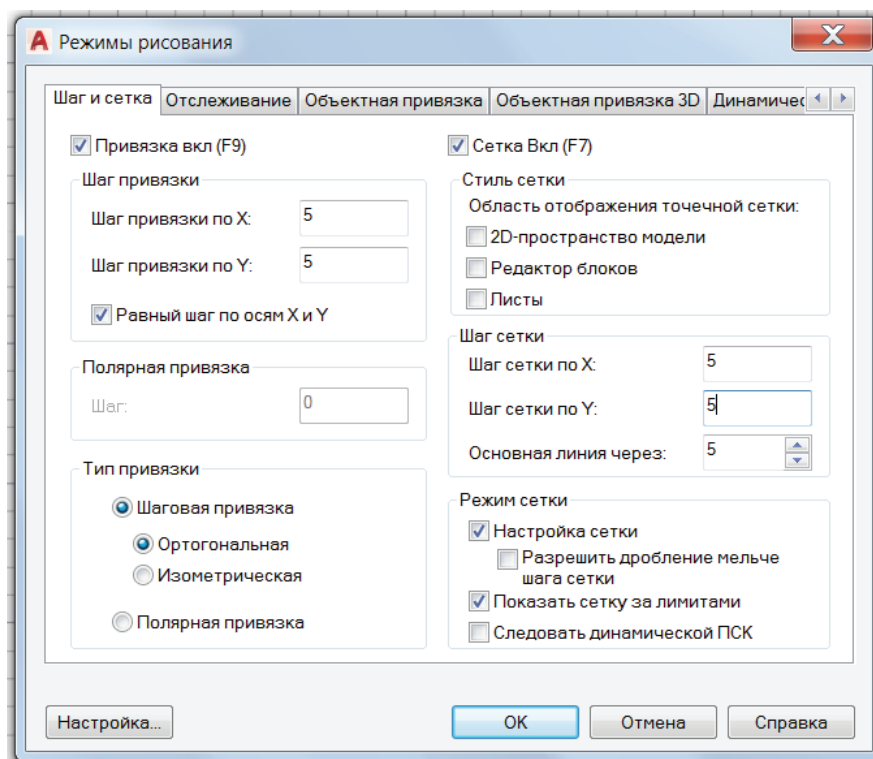 Режимы рисования
Шаг и сетка Отслеживание Объектная привязка Объектная привязка 3D Динамичес
Привязка вкл (F9)
Шаг привязки
Шаг привязки по X: 5
Шаг привязки по Y: 5
Равный шаг по осям X и Y
Полярная привязка
Шаг: 0
Тип привязки
Шаговая привязка
Ортогональная
Изометрическая
Полярная привязка
Сетка Вкл (F7)
Стиль сетки
Область отображения точечной сетки:
2D-пространство модели
Редактор блоков
Листы
Шаг сетки
Шаг сетки по X: 5
Шаг сетки по Y: 5
Основная линия через: 5
Режим сетки
Настройка сетки
Разрешить дробление мельче
шага сетки
Показать сетку за лимитами
Следовать динамической ПСК
Настройка... OK Отмена Справка